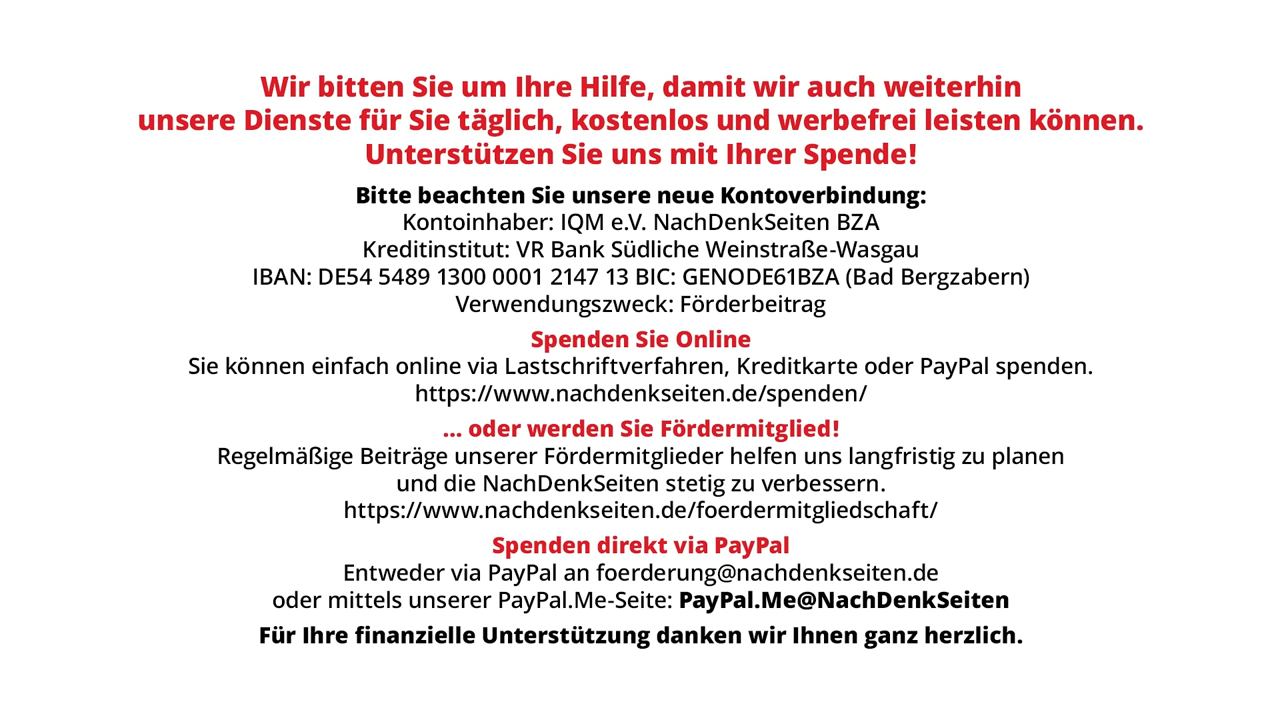 Wir bitten Sie um Ihre Hilfe, damit wir auch weiterhin
unsere Dienste für Sie täglich, kostenlos und werbefrei leisten können.
Unterstützen Sie uns mit Ihrer Spende!
Bitte beachten Sie unsere neue Kontoverbindung:
Kontoinhaber: IQM e.V. NachDenkSeiten BZA
Kreditinstitut: VR Bank Südliche Weinstraße-Wasgau
IBAN: DE54 5489 1300 0001 2147 13 BIC: GENODE61BZA (Bad Bergzabern)
Verwendungszweck: Förderbeitrag
Spenden Sie Online
Sie können einfach online via Lastschriftverfahren, Kreditkarte oder PayPal spenden.
https://www.nachdenkseiten.de/spenden/
... oder werden Sie Fördermitglied!
Regelmäßige Beiträge unserer Fördermitglieder helfen uns langfristig zu planen
und die NachDenkSeiten stetig zu verbessern.
https://www.nachdenkseiten.de/foerdermitgliedschaft/
Spenden direkt via PayPal
Entweder via PayPal an foerderung@nachdenkseiten.de
oder mittels unserer PayPal.Me-Seite: PayPal.Me@NachDenkSeiten
Für Ihre finanzielle Unterstützung danken wir Ihnen ganz herzlich.